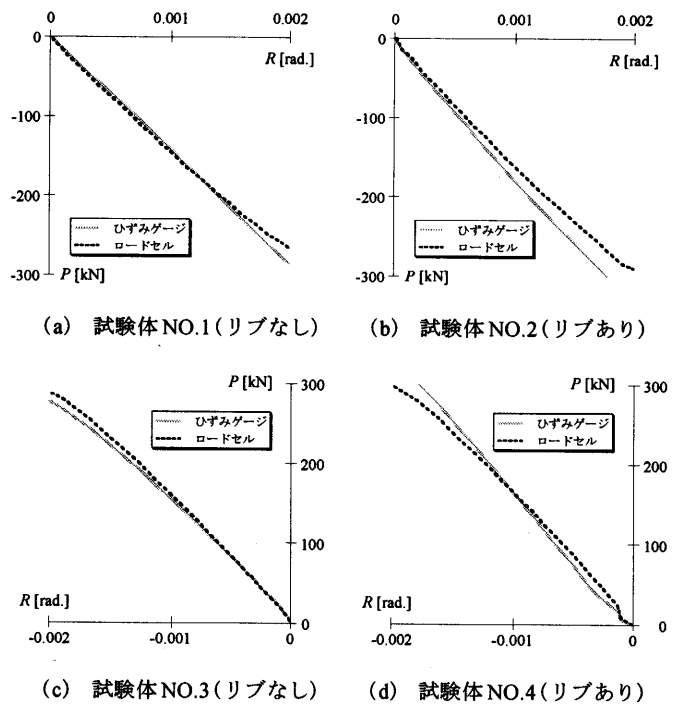 0 0.001 0.002
0
R [rad.]
-100
-200
ひずみゲージ
ロードセル
-300 P [kN]
(a) 試験体NO.1(リブなし)
0 0.001 0.002
0
R [rad.]
-100
-200
ひずみゲージ
ロードセル
-300 P [kN]
(b) 試験体NO.2(リブあり)
P [kN] 300
ひずみゲージ
ロードセル
200
100
R [rad.]
0
-0.002 -0.001 0
(c) 試験体NO.3(リブなし)
P [kN] 300
ひずみゲージ
ロードセル
200
100
R [rad.]
0
-0.002 -0.001 0
(d) 試験体NO.4(リブあり)